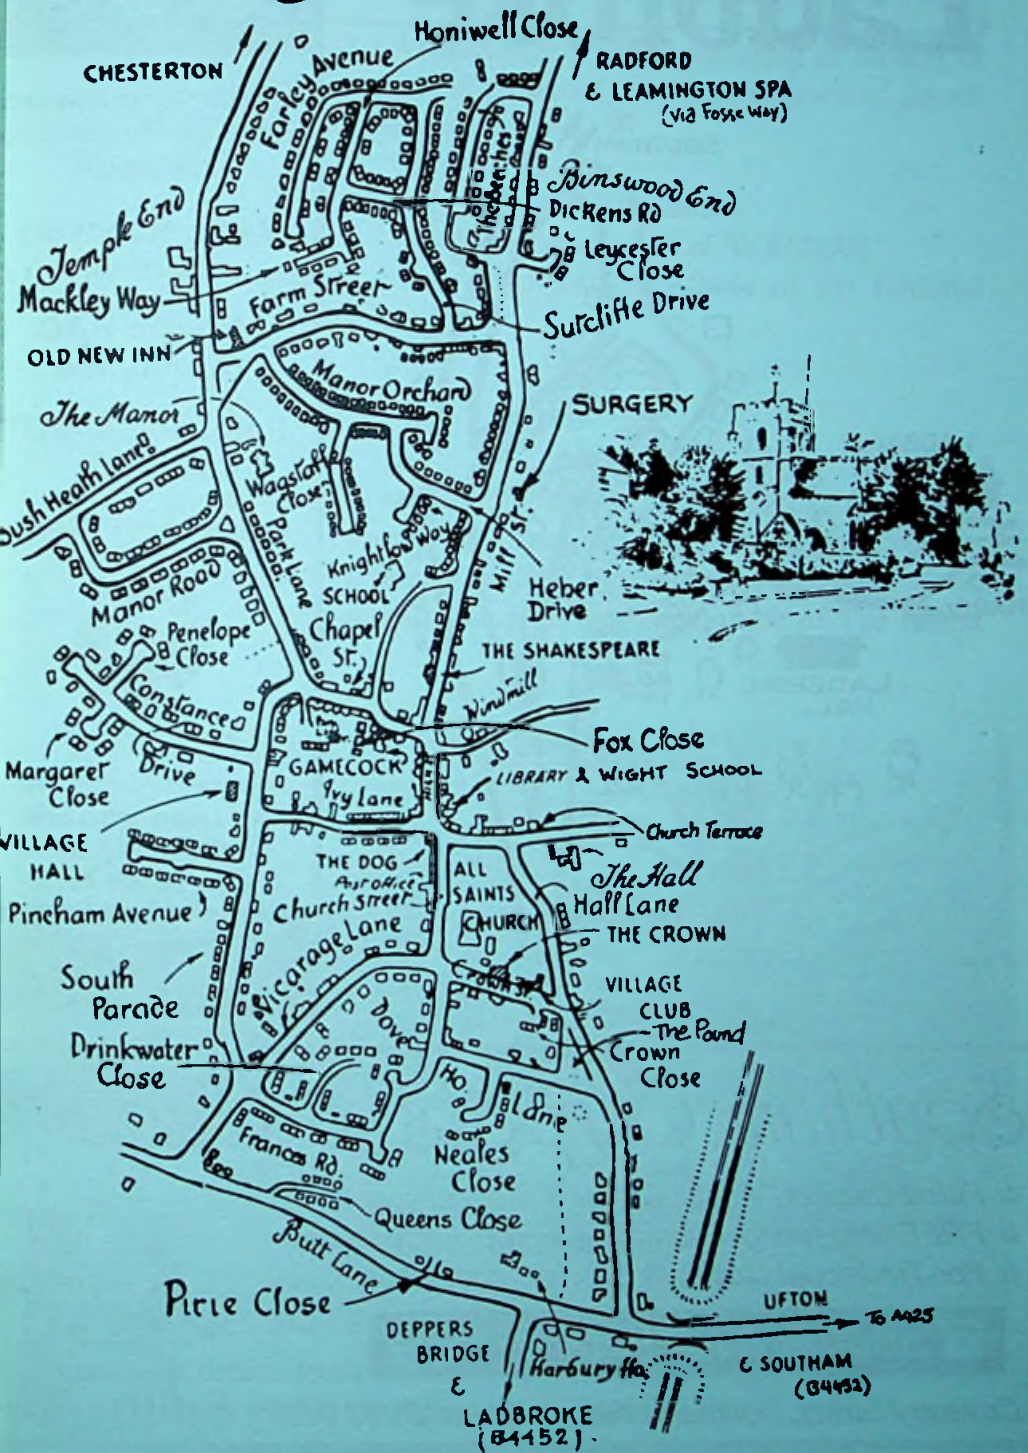 Honiwell Close
CHESTERTON
Farley Avenue
RADFORD
& LEAMINGTON SPA
(Via Fosse Way)
The Beeches
Binswood End
Dickens Rd
Temple End
Leycester
Close
Mackley Way
Farm Street
Sutcliffe Drive
OLD NEW INN
Manor Orchard
The Manor
SURGERY
Bush Heath Lane
Wagstaffe
Close
Mill St.
Park Lane
Knightlow Way
Manor Road
SCHOOL
Heber
Drive
Penelope
Close
Chapel
St.
THE SHAKESPEARE
Constance
Windmill
Fox Close
Margaret
Close
Drive
GAMECOCK
HIGH ST
LIBRARY & WIGHT SCHOOL
Ivy Lane
VILLAGE
HALL
Church Terrace
THE DOG
ALL
SAINTS
CHURCH
The Hall
Post office
Church Street
Hall Lane
Pincham Avenue
THE CROWN
Vicarage Lane
Crown St.
South
Parade
VILLAGE
CLUB
Dove
The Pound
Drinkwater
Close
Crown
Close
Ho.
Lane
Frances Rd.
Neales
Close
Queens Close
Butt Lane
Pirie Close
UFTON
To A425
DEPPERS
BRIDGE
&
LADBROKE
(B4452).
Harbury Ho.
& SOUTHAM
(B4452)